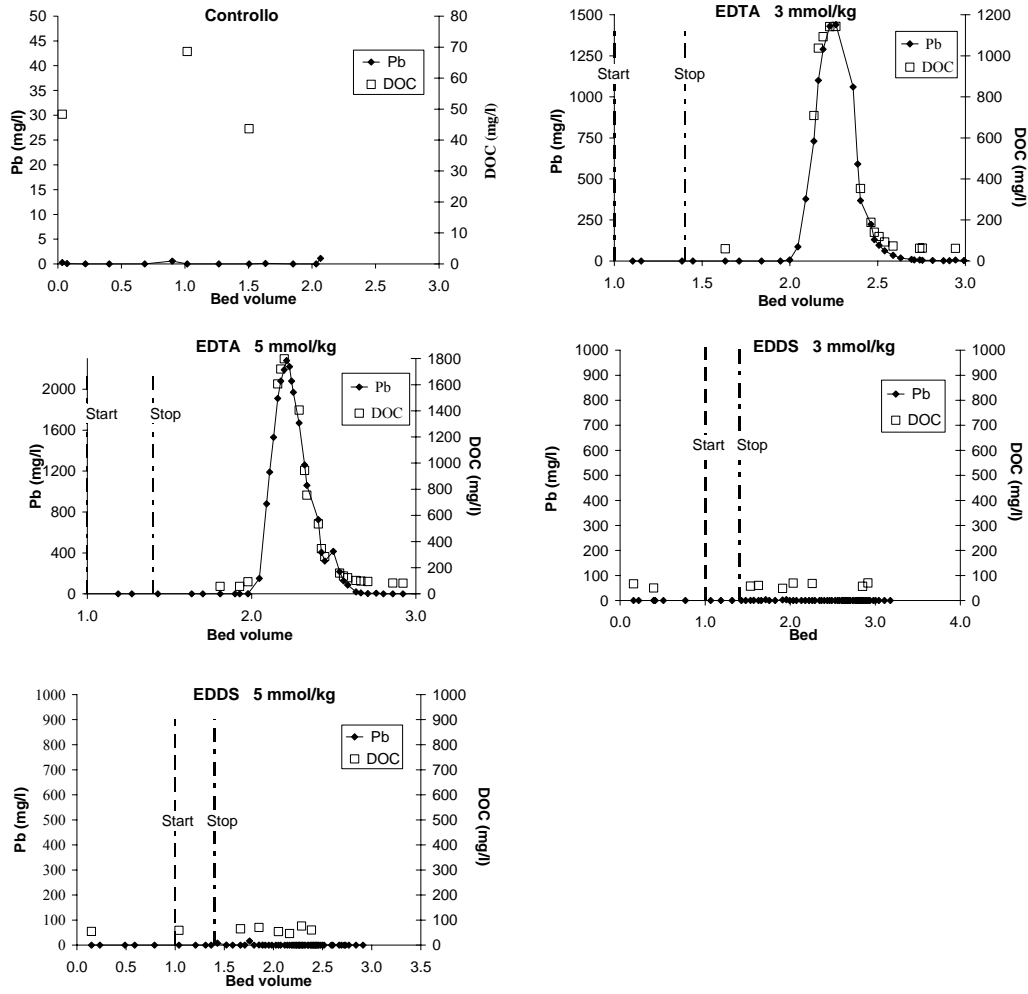 Controllo
50
45
40
35
30
25
20
15
10
5
0
Pb (mg/l)
80
70
60
50
40
30
20
10
0
DOC (mg/l)
Pb
DOC
0.0 0.5 1.0 1.5 2.0 2.5 3.0
Bed volume
EDTA 3 mmol/kg
1500
1250
1000
750
500
250
0
Pb (mg/l)
1200
1000
800
600
400
200
0
DOC (mg/l)
Pb
DOC
Start
Stop
1.0 1.5 2.0 2.5 3.0
Bed volume
EDTA 5 mmol/kg
2000
1600
1200
800
400
0
Pb (mg/l)
1800
1600
1400
1200
1000
800
600
400
200
0
DOC (mg/l)
Pb
DOC
Start
Stop
1.0 2.0 3.0
Bed volume
EDDS 3 mmol/kg
1000
900
800
700
600
500
400
300
200
100
0
Pb (mg/l)
1000
900
800
700
600
500
400
300
200
100
0
DOC (mg/l)
Pb
DOC
Start
Stop
0.0 1.0 2.0 3.0 4.0
Bed
EDDS 5 mmol/kg
1000
900
800
700
600
500
400
300
200
100
0
Pb (mg/l)
1000
900
800
700
600
500
400
300
200
100
0
DOC (mg/l)
Pb
DOC
Start
Stop
0.0 0.5 1.0 1.5 2.0 2.5 3.0 3.5
Bed volume